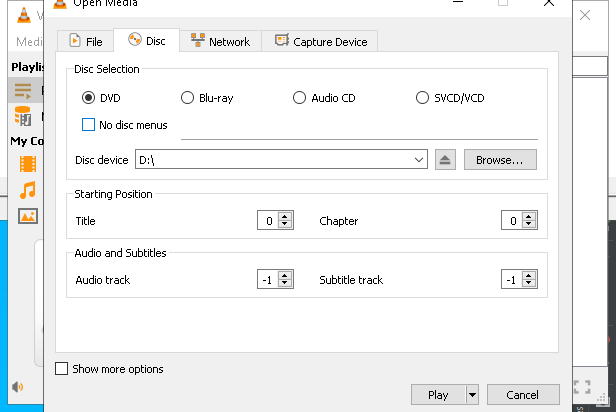 Open Media
V
Medi
File
Disc
Network
Capture Device
Playlis
Disc Selection
DVD
Blu-ray
Audio CD
SVCD/VCD
No disc menus
My Co
Disc device
D:\
Browse...
Starting Position
Title
0
Chapter
0
Audio and Subtitles
Audio track
-1
Subtitle track
-1
Show more options
Play
Cancel